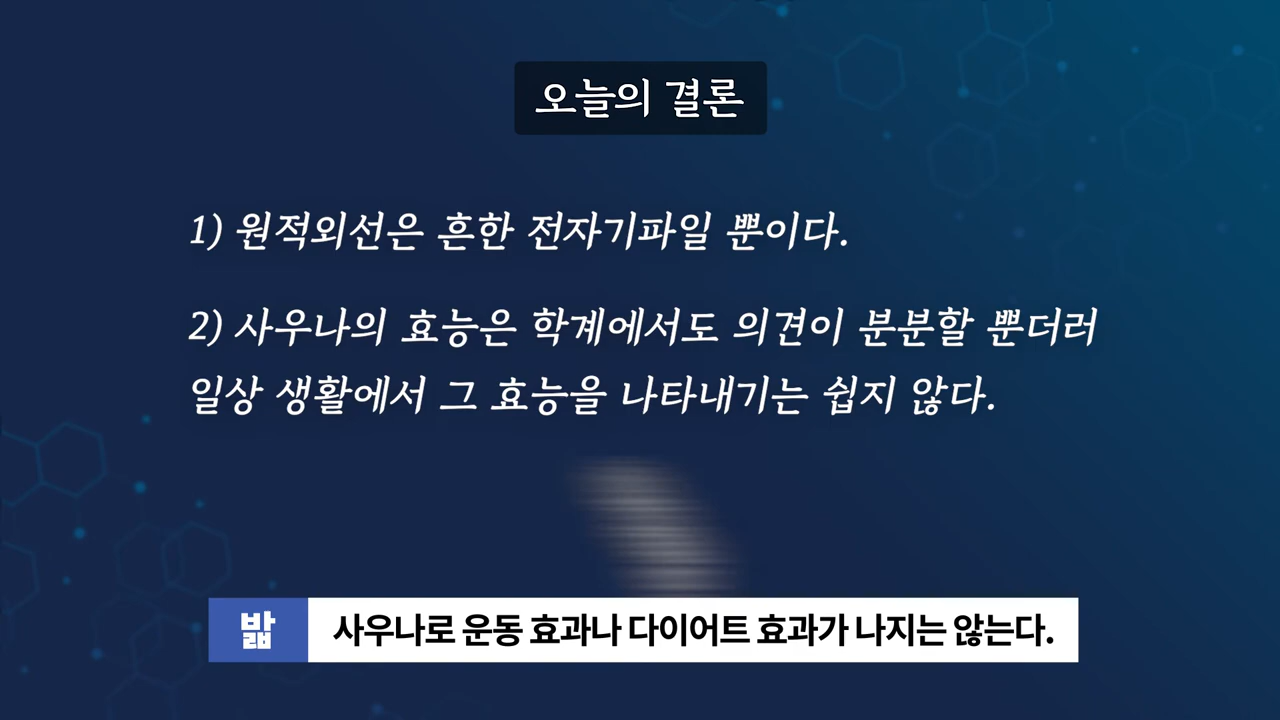 오늘의 결론
1) 원적외선은 흔한 전자기파일 뿐이다.
2) 사우나의 효능은 학계에서도 의견이 분분할 뿐더러
일상 생활에서 그 효능을 나타내기는 쉽지 않다.
밞 사우나로 운동 효과나 다이어트 효과가 나지는 않는다.